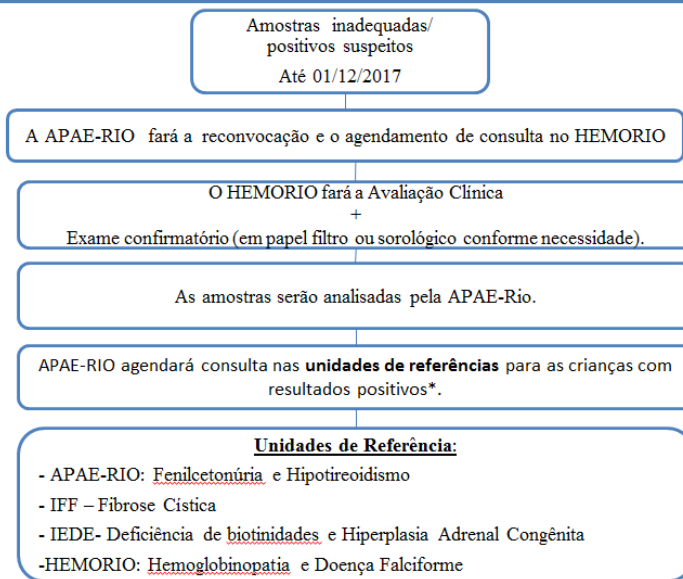 Amostras inadequadas/
positivos suspeitos
Até 01/12/2017
A APAE-RIO fará a reconvocação e o agendamento de consulta no HEMORIO
O HEMORIO fará a Avaliação Clínica
+
Exame confirmatório (em papel filtro ou sorológico conforme necessidade).
As amostras serão analisadas pela APAE-Rio.
APAE-RIO agendará consulta nas unidades de referências para as crianças com
resultados positivos*.
Unidades de Referência:
- APAE-RIO: Fenilcetonúria e Hipotireoidismo
- IFF – Fibrose Cística
- IEDE- Deficiência de biotinidades e Hiperplasia Adrenal Congênita
-HEMORIO: Hemoglobinopatia e Doença Falciforme